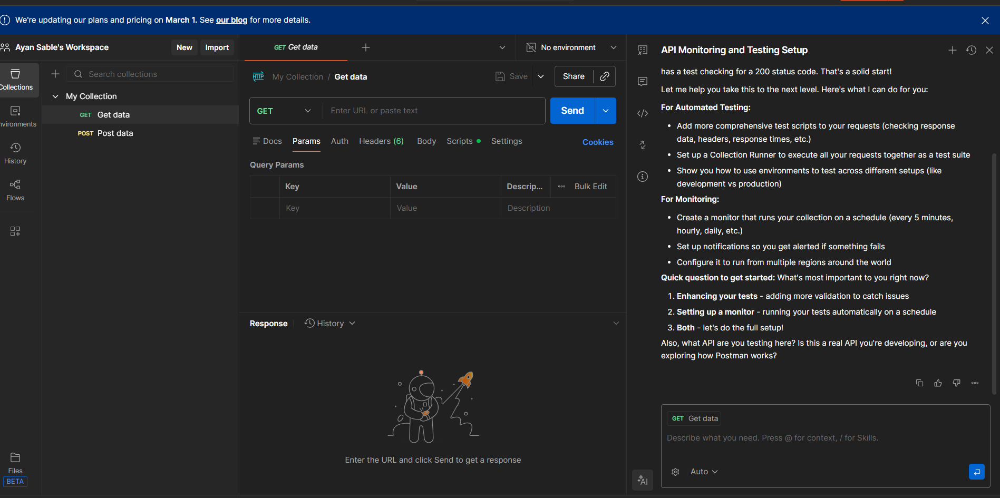 We're updating our plans and pricing on March 1. See our blog for more details.
Ayan Sable's Workspace
New
Import
GET Get data
No environment
API Monitoring and Testing Setup
Collections
Search collections
My Collection
GET Get data
POST Post data
nvironments
History
Flows
Files
BETA
HTTP
My Collection / Get data
Save
Share
GET
Enter URL or paste text
Send
Docs
Params
Auth
Headers (6)
Body
Scripts
Settings
Cookies
Query Params
Key
Value
Descrip...
Bulk Edit
Key
Value
Description
Response
History
Enter the URL and click Send to get a response
has a test checking for a 200 status code. That's a solid start!
Let me help you take this to the next level. Here's what I can do for you:
For Automated Testing:
• Add more comprehensive test scripts to your requests (checking response
data, headers, response times, etc.)
• Set up a Collection Runner to execute all your requests together as a test suite
• Show you how to use environments to test across different setups (like
development vs production)
For Monitoring:
• Create a monitor that runs your collection on a schedule (every 5 minutes,
hourly, daily, etc.)
• Set up notifications so you get alerted if something fails
• Configure it to run from multiple regions around the world
Quick question to get started: What's most important to you right now?
1. Enhancing your tests - adding more validation to catch issues
2. Setting up a monitor - running your tests automatically on a schedule
3. Both - let's do the full setup!
Also, what API are you testing here? Is this a real API you're developing, or are you
exploring how Postman works?
GET Get data
Describe what you need. Press @ for context, / for Skills.
Auto
AI